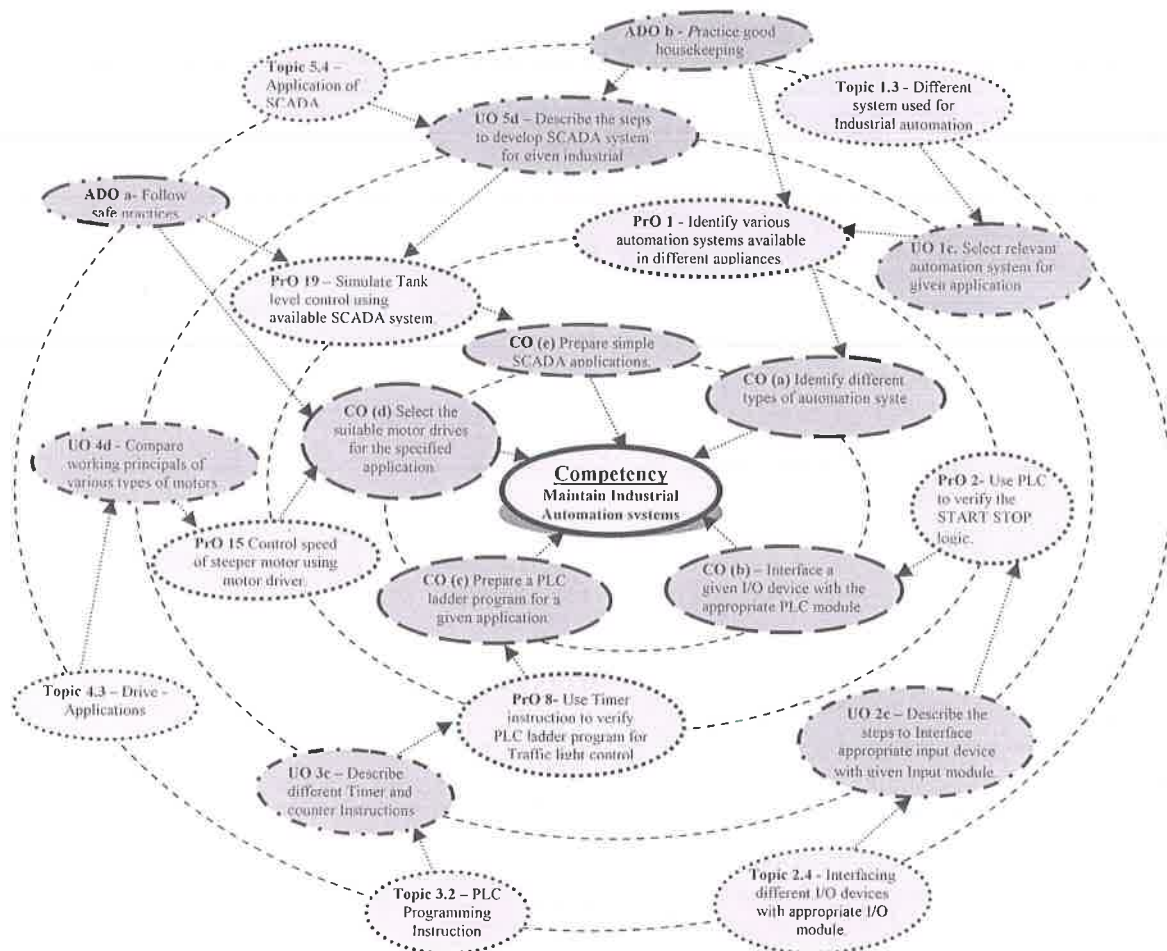 ADO b - Practice good
housekeeping
Topic 5.4 –
Application of
SCADA
Topic 1.3 - Different
system used for
Industrial automation
UO 5d – Describe the steps
to develop SCADA system
for given industrial
ADO a- Follow
safe practices
PrO 1 - Identify various
automation systems available
in different appliances
UO 1c. Select relevant
automation system for
given application
PrO 19 – Simulate Tank
level control using
available SCADA system
CO (e) Prepare simple
SCADA applications.
CO (a) Identify different
types of automation syste
CO (d) Select the
suitable motor drives
for the specified
application
UO 4d - Compare
working principals of
various types of motors
Competency
Maintain Industrial
Automation systems
PrO 2- Use PLC
to verify the
START STOP
logic.
PrO 15 Control speed
of steeper motor using
motor driver.
CO (c) Prepare a PLC
ladder program for a
given application
CO (b) – Interface a
given I/O device with the
appropriate PLC module
Topic 4.3 – Drive -
Applications
PrO 8- Use Timer
instruction to verify
PLC ladder program for
Traffic light control
UO 2c – Describe the
steps to Interface
appropriate input device
with given Input module
UO 3c – Describe
different Timer and
counter Instructions
Topic 3.2 – PLC
Programming
Instruction
Topic 2.4 - Interfacing
different I/O devices
with appropriate I/O
module